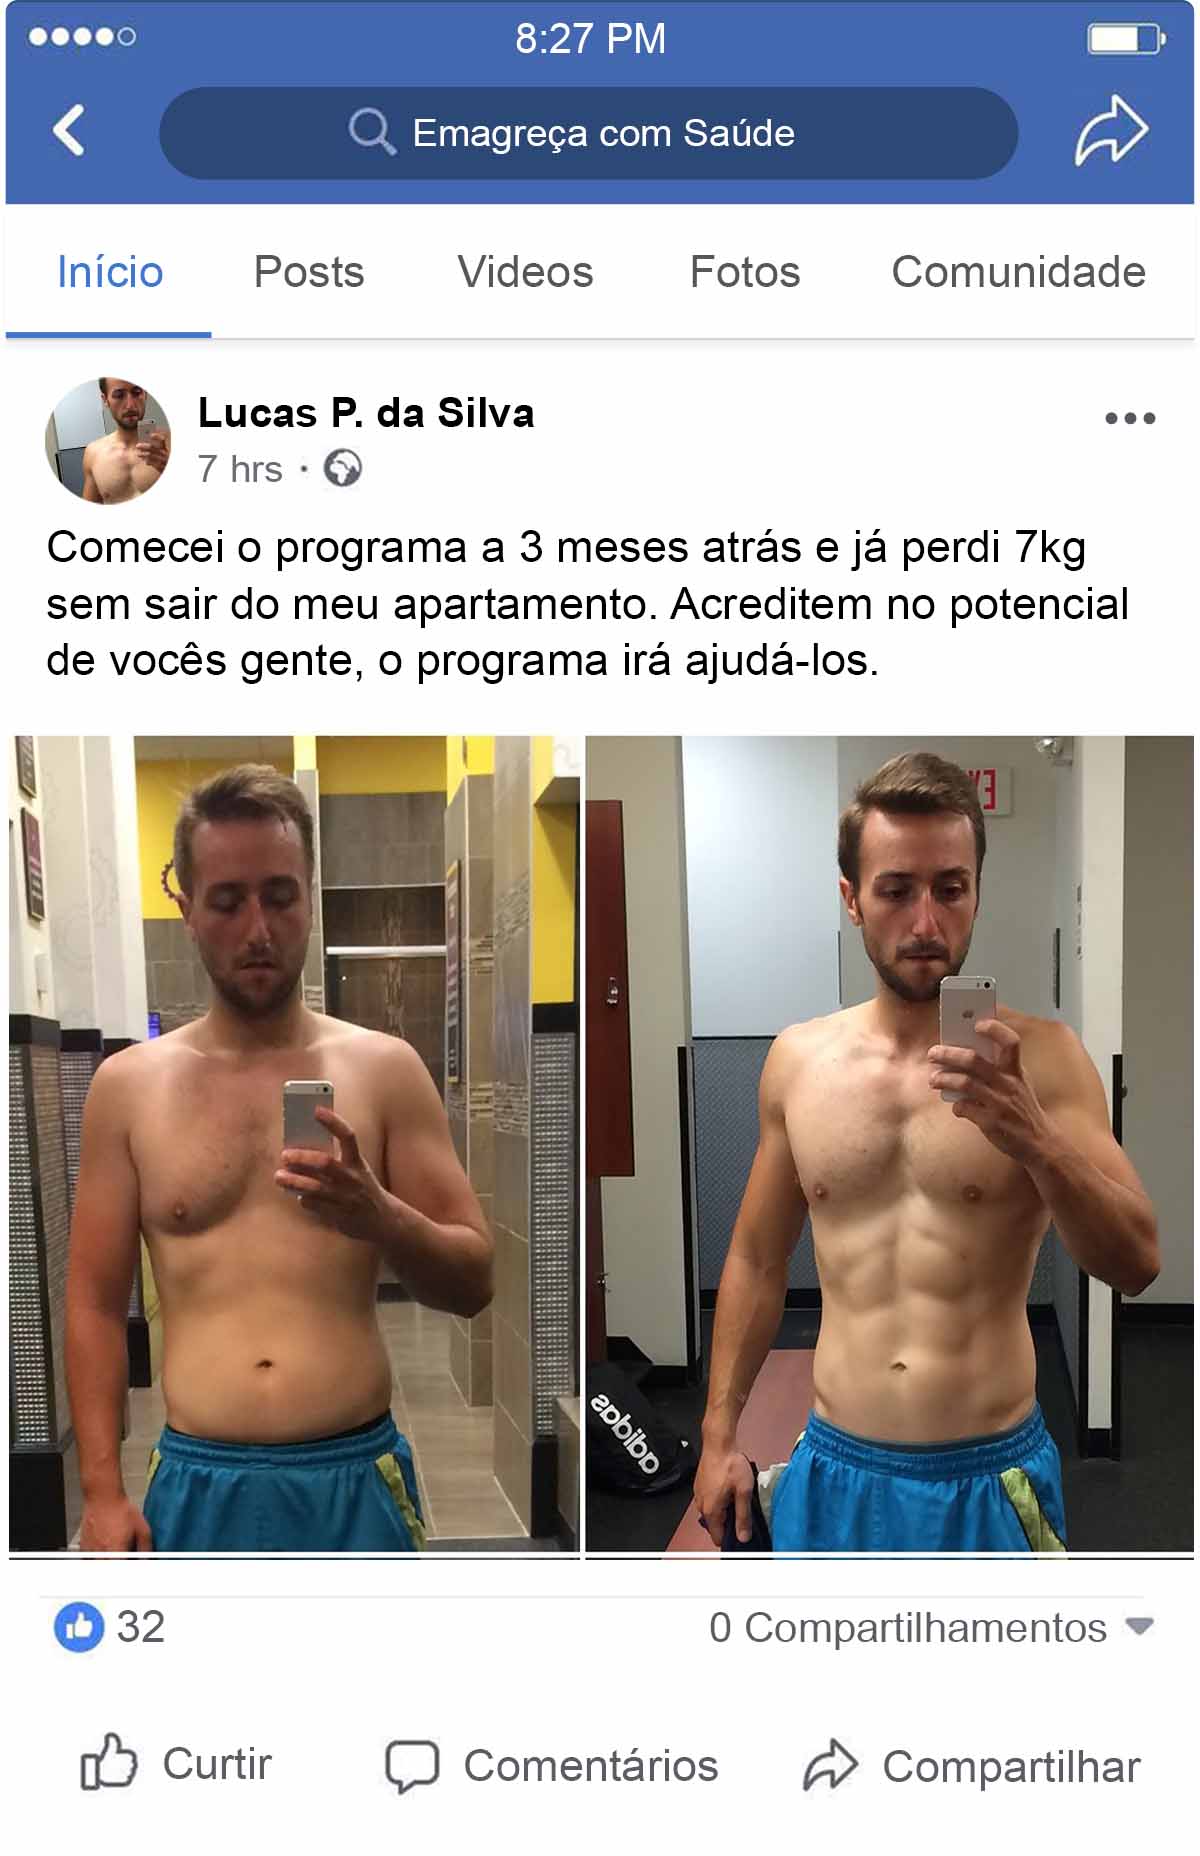 8:27 PM
Emagreça com Saúde
Início Posts Videos Fotos Comunidade
Lucas P. da Silva
7 hrs ·
Comecei o programa a 3 meses atrás e já perdi 7kg
sem sair do meu apartamento. Acreditem no potencial
de vocês gente, o programa irá ajudá-los.
adidas
32 0 Compartilhamentos
Curtir Comentários Compartilhar